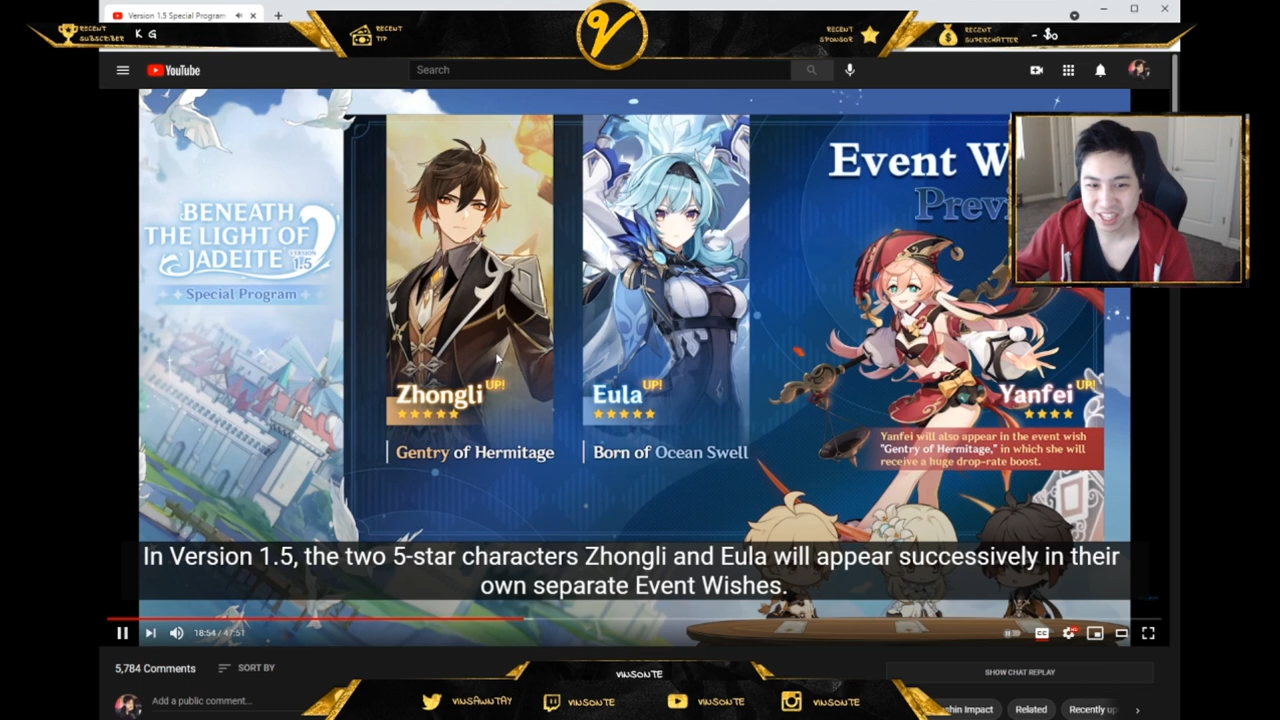 Version 1.5 Special Program
RECENT SUBSCRIBER
K G
RECENT TIP
RECENT SPONSOR
RECENT SUPERCHATTER
YouTube
Search
BENEATH
THE LIGHT OF
JADEITE
VERSION 1.5
Special Program
Event W
Previ
Zhongli UP!
Gentry of Hermitage
Eula UP!
Born of Ocean Swell
Yanfei UP!
Yanfei will also appear in the event wish
"Gentry of Hermitage," in which she will
receive a huge drop-rate boost.
In Version 1.5, the two 5-star characters Zhongli and Eula will appear successively in their
own separate Event Wishes.
18:54 / 47:51
CC
5,784 Comments
SORT BY
SHOW CHAT REPLAY
Add a public comment...
VINSONTE
VINSAWNTAY
VINSONTE
VINSONTE
VINSONTE
shin Impact
Related
Recently up